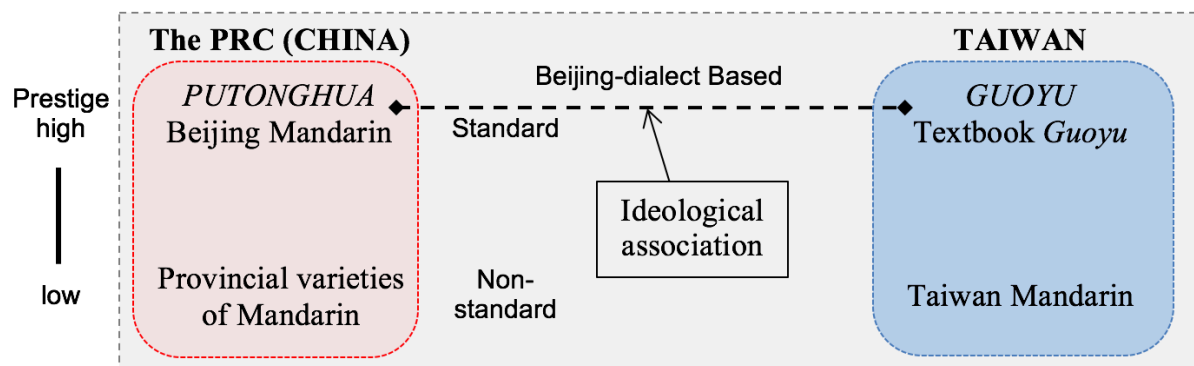 The PRC (CHINA)
TAIWAN
Prestige
high
low
PUTONGHUA
Beijing Mandarin
Provincial varieties
of Mandarin
Beijing-dialect Based
Standard
Ideological
association
Non-
standard
GUOYU
Textbook Guoyu
Taiwan Mandarin